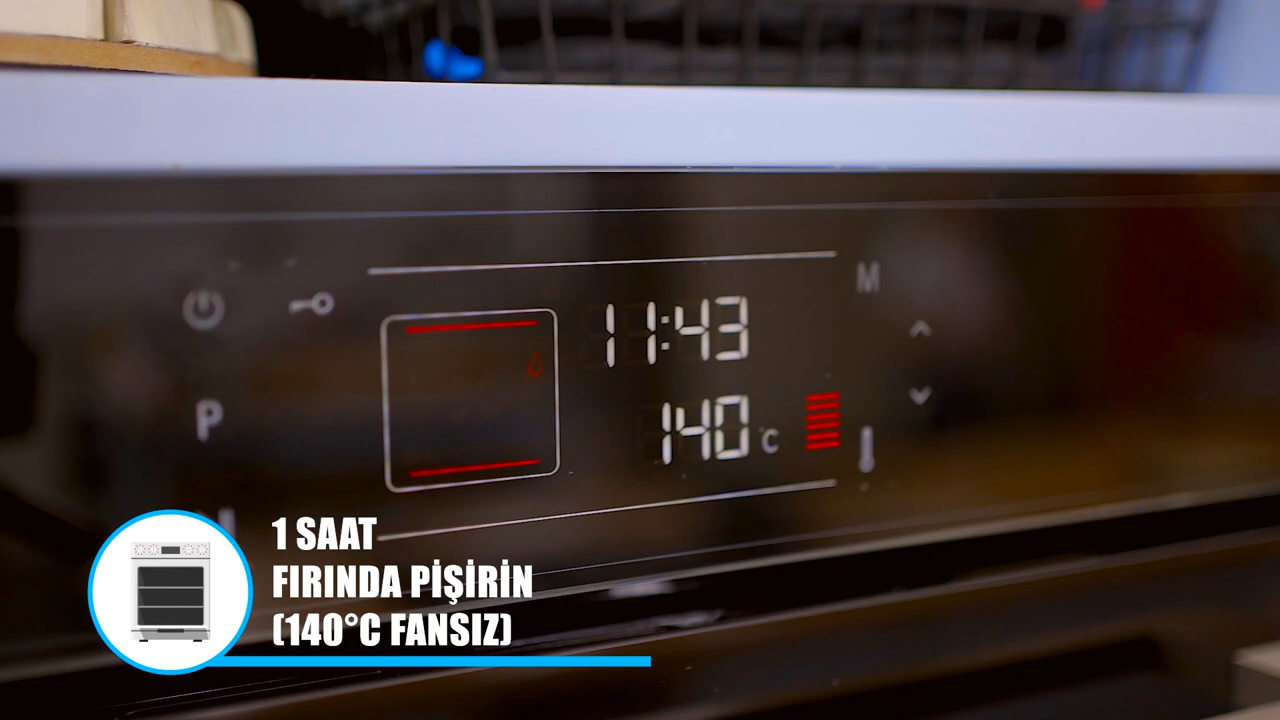 M
11:43
P
140 °C
1 SAAT
FIRINDA PİŞİRİN
(140°C FANSIZ)